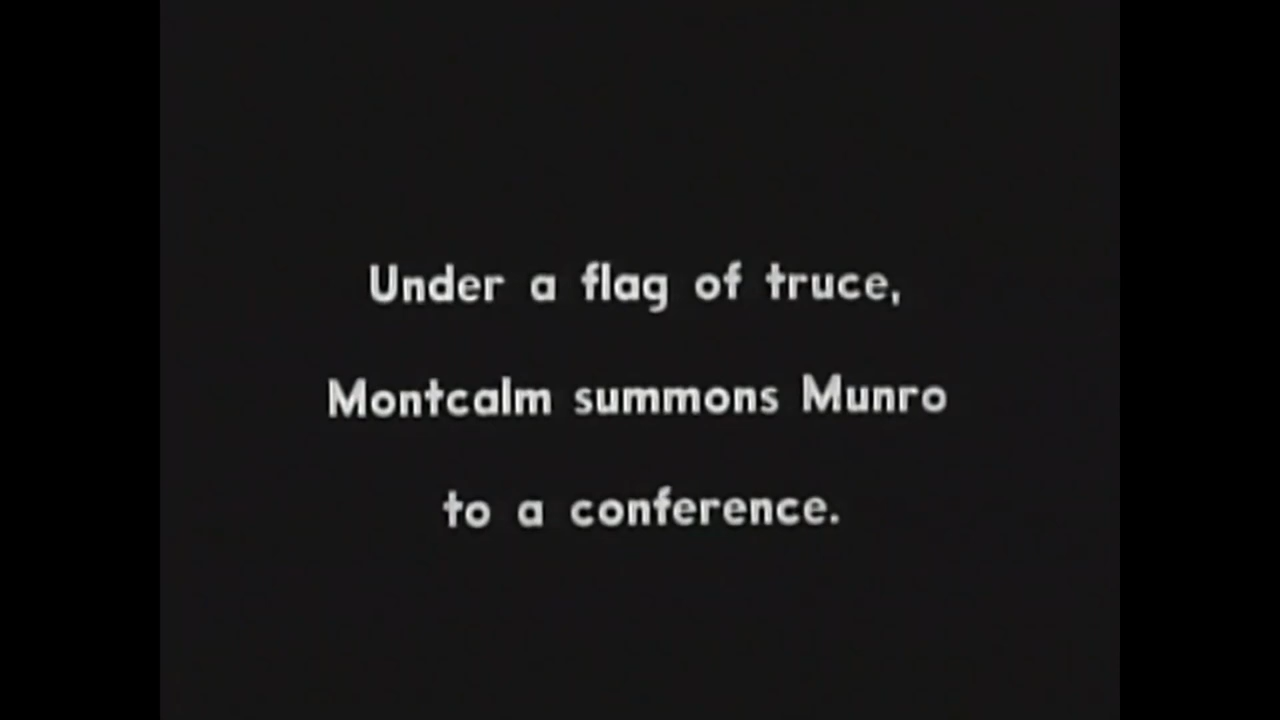 Under a flag of truce,
Montcalm summons Munro
to a conference.